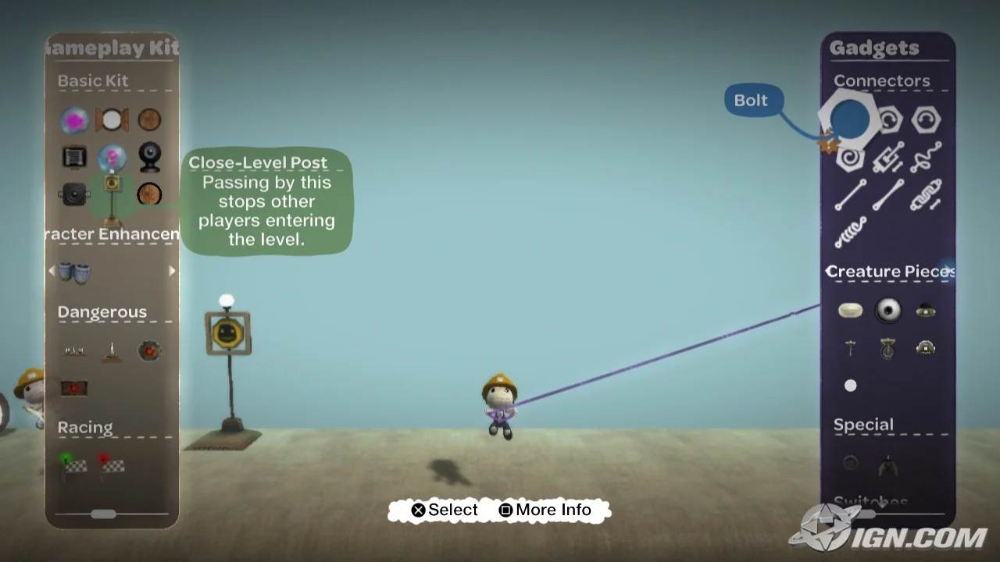 Gameplay Kit
Basic Kit
Close-Level Post
Passing by this
stops other
players entering
the level.
racter Enhancen
Dangerous
Racing
Gadgets
Connectors
Bolt
Creature Pieces
Special
Switches
Select
More Info
IGN.COM